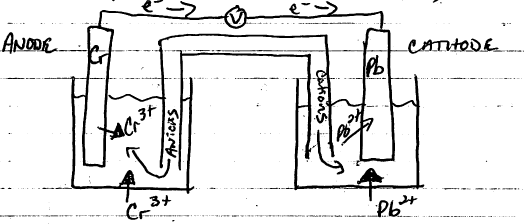 e⁻ → V e⁻ →
ANODE Cr Pb CATHODE
Cr³⁺ Anions Cations Pb²⁺
Cr³⁺ Pb²⁺